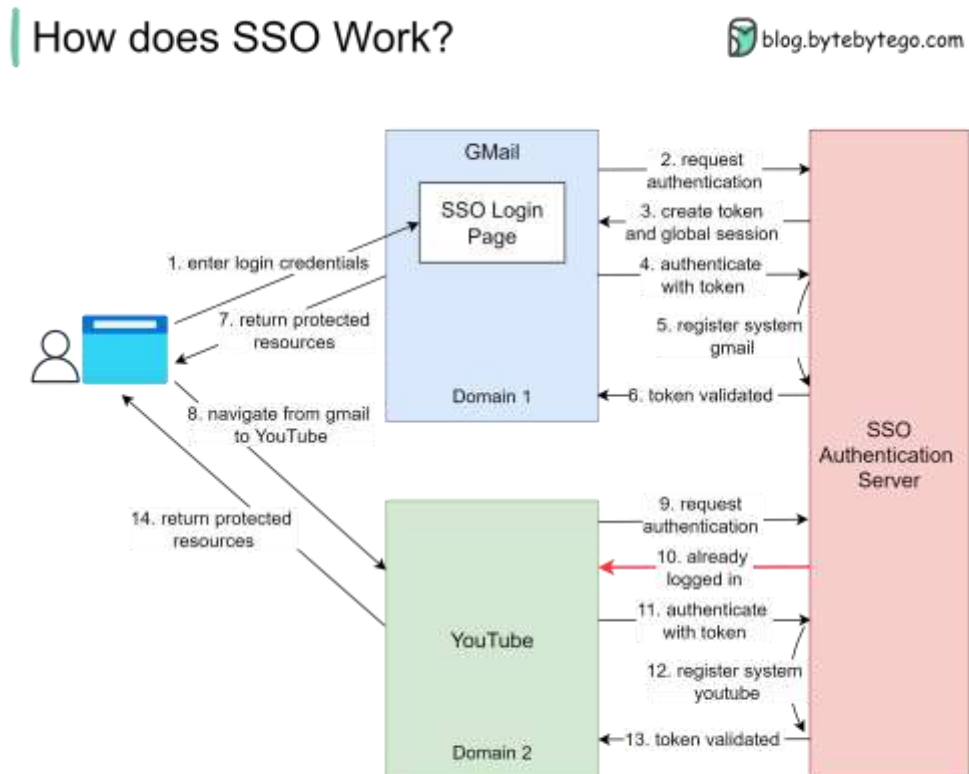 How does SSO Work?
blog.bytebytego.com
GMail
SSO Login
Page
Domain 1
1. enter login credentials
2. request
authentication
3. create token
and global session
4. authenticate
with token
5. register system
gmail
6. token validated
7. return protected
resources
8. navigate from gmail
to YouTube
SSO
Authentication
Server
9. request
authentication
10. already
logged in
11. authenticate
with token
12. register system
youtube
13. token validated
14. return protected
resources
YouTube
Domain 2